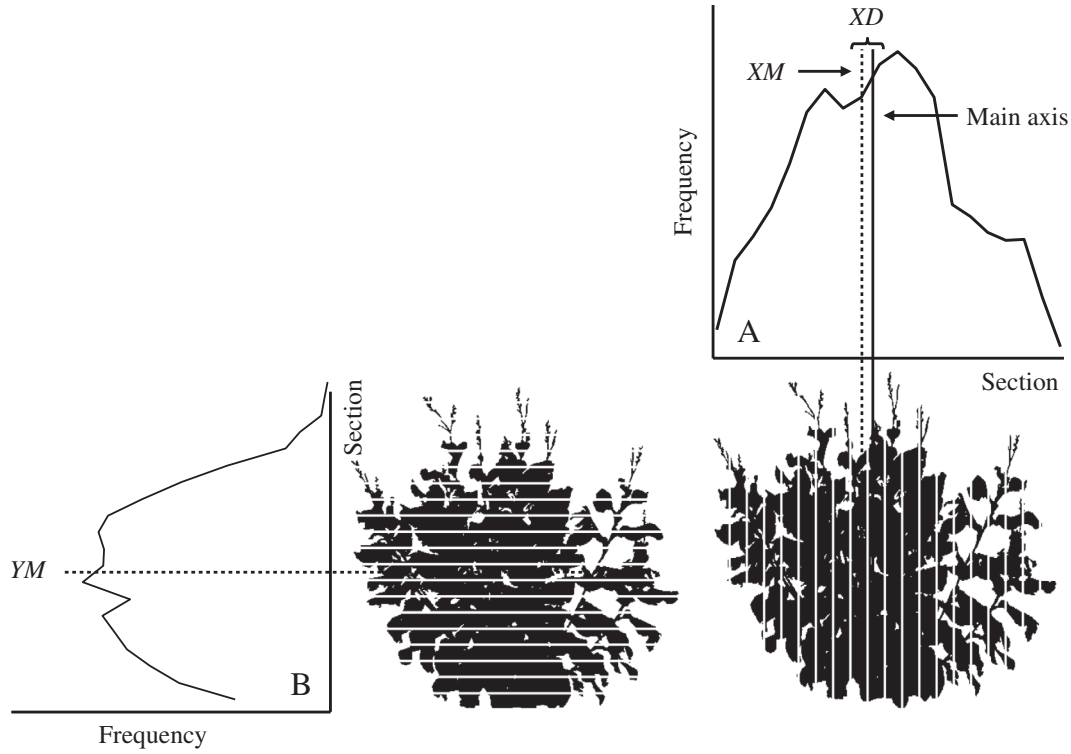 XD
XM
Main axis
Frequency
A
Section
Section
YM
B
Frequency